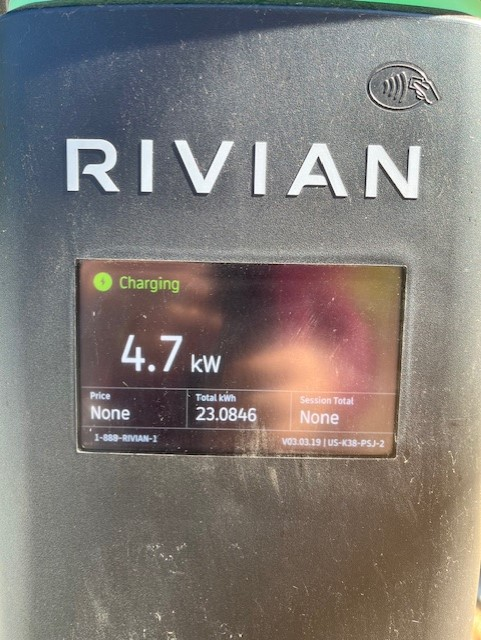 RIVIAN
Charging
4.7 kW
Price
None
Total kWh
23.0846
Session Total
None
1-888-RIVIAN-1
V03.03.19 | US-K38-PSJ-2